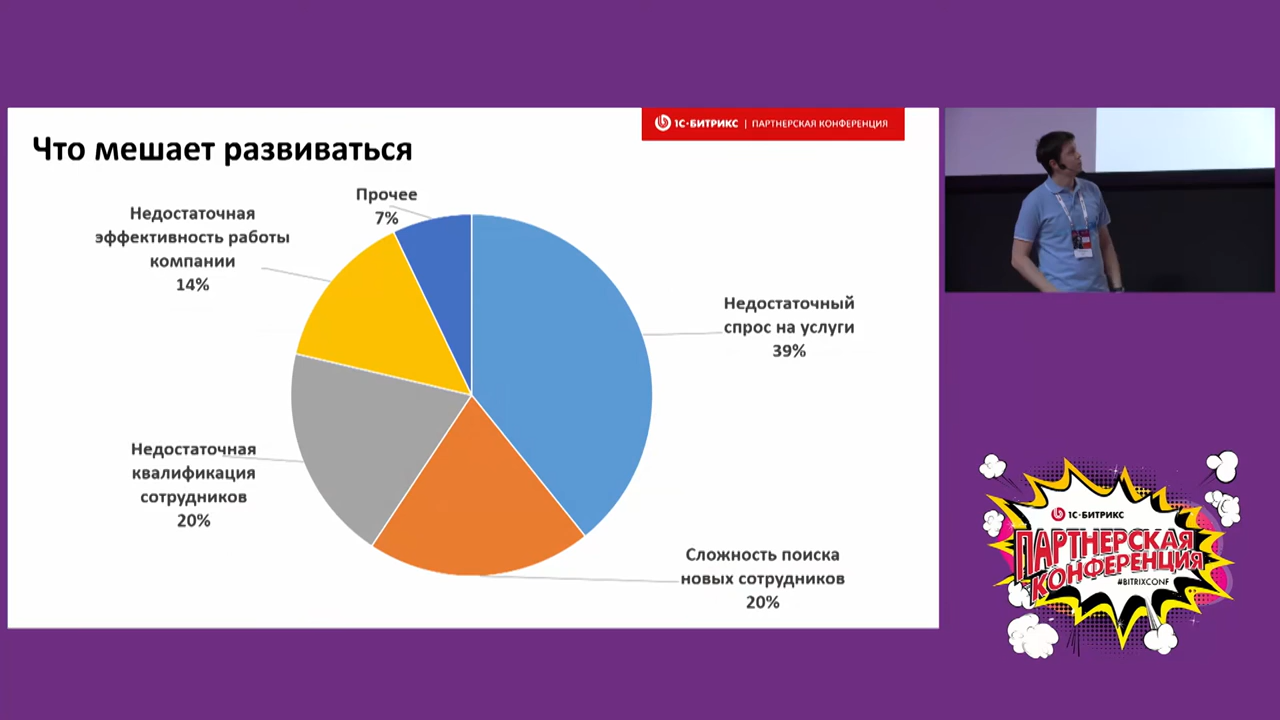 1С-БИТРИКС | ПАРТНЕРСКАЯ КОНФЕРЕНЦИЯ
Что мешает развиваться
Прочее
7%
Недостаточная
эффективность работы
компании
14%
Недостаточный
спрос на услуги
39%
Недостаточная
квалификация
сотрудников
20%
Сложность поиска
новых сотрудников
20%
1С-БИТРИКС
ПАРТНЕРСКАЯ
КОНФЕРЕНЦИЯ
#BITRIXCONF